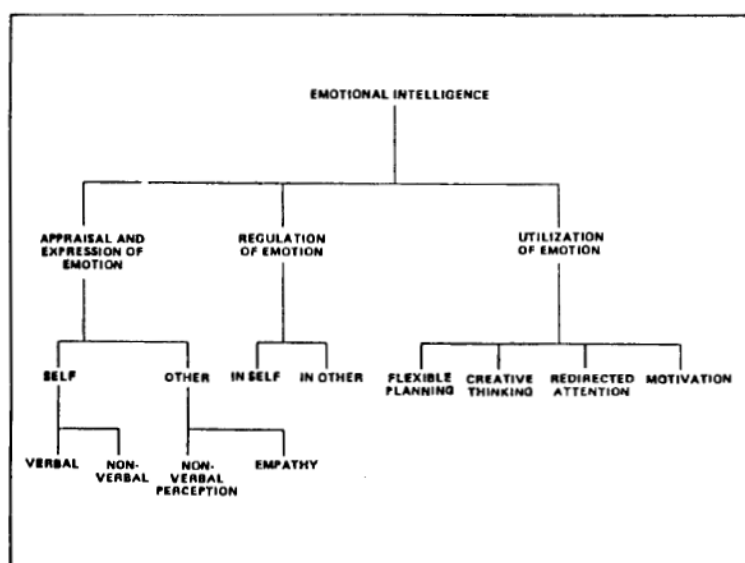 EMOTIONAL INTELLIGENCE
APPRAISAL AND
EXPRESSION OF
EMOTION
REGULATION
OF EMOTION
UTILIZATION
OF EMOTION
SELF
OTHER
IN SELF
IN OTHER
FLEXIBLE
PLANNING
CREATIVE
THINKING
REDIRECTED
ATTENTION
MOTIVATION
VERBAL
NON-
VERBAL
NON-
VERBAL
PERCEPTION
EMPATHY